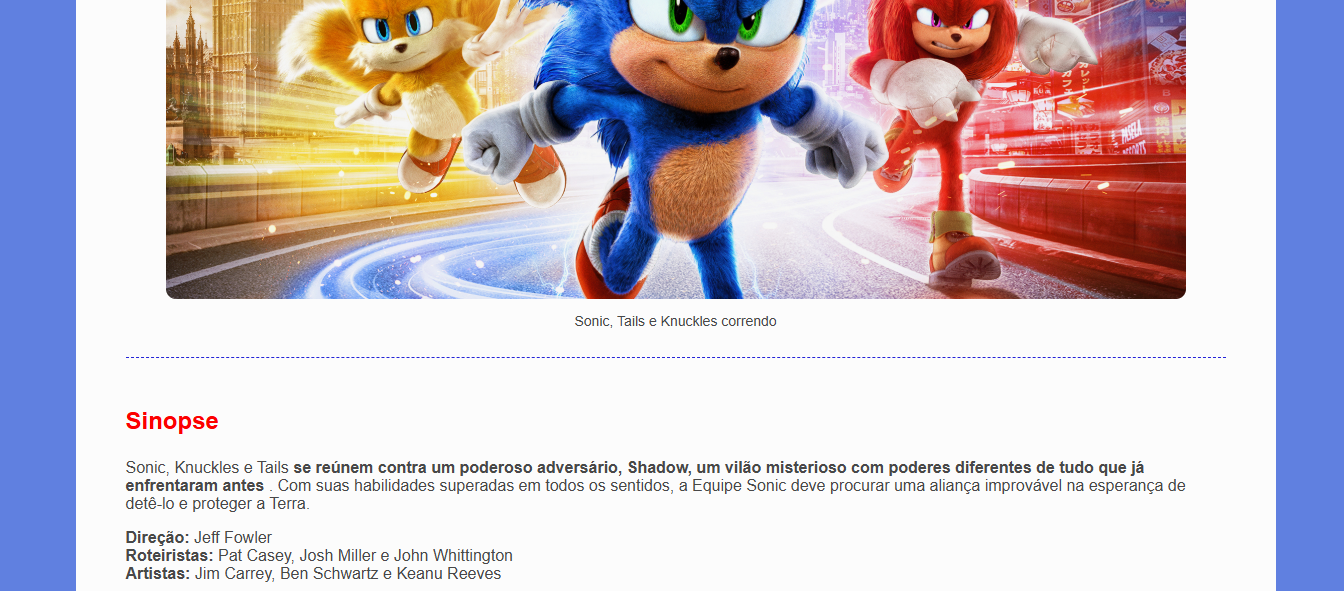 PASELA
RESORTS
Sonic, Tails e Knuckles correndo
Sinopse
Sonic, Knuckles e Tails se reúnem contra um poderoso adversário, Shadow, um vilão misterioso com poderes diferentes de tudo que já
enfrentaram antes . Com suas habilidades superadas em todos os sentidos, a Equipe Sonic deve procurar uma aliança improvável na esperança de
detê-lo e proteger a Terra.
Direção: Jeff Fowler
Roteiristas: Pat Casey, Josh Miller e John Whittington
Artistas: Jim Carrey, Ben Schwartz e Keanu Reeves